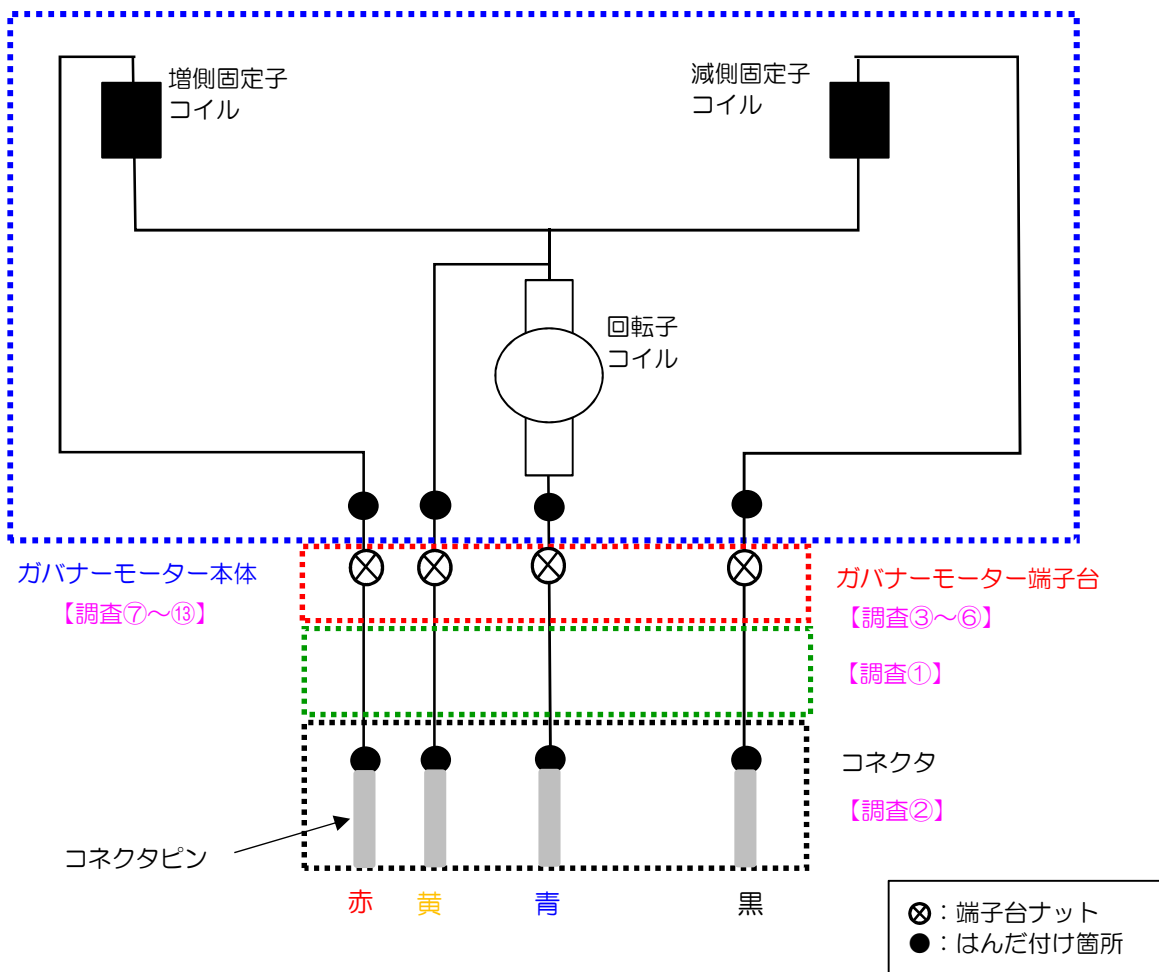 増側固定子
コイル
減側固定子
コイル
回転子
コイル
ガバナーモーター本体
【調査⑦～⑬】
ガバナーモーター端子台
【調査③～⑥】
【調査①】
コネクタ
【調査②】
コネクタピン
赤
黄
青
黒
⊗：端子台ナット
●：はんだ付け箇所